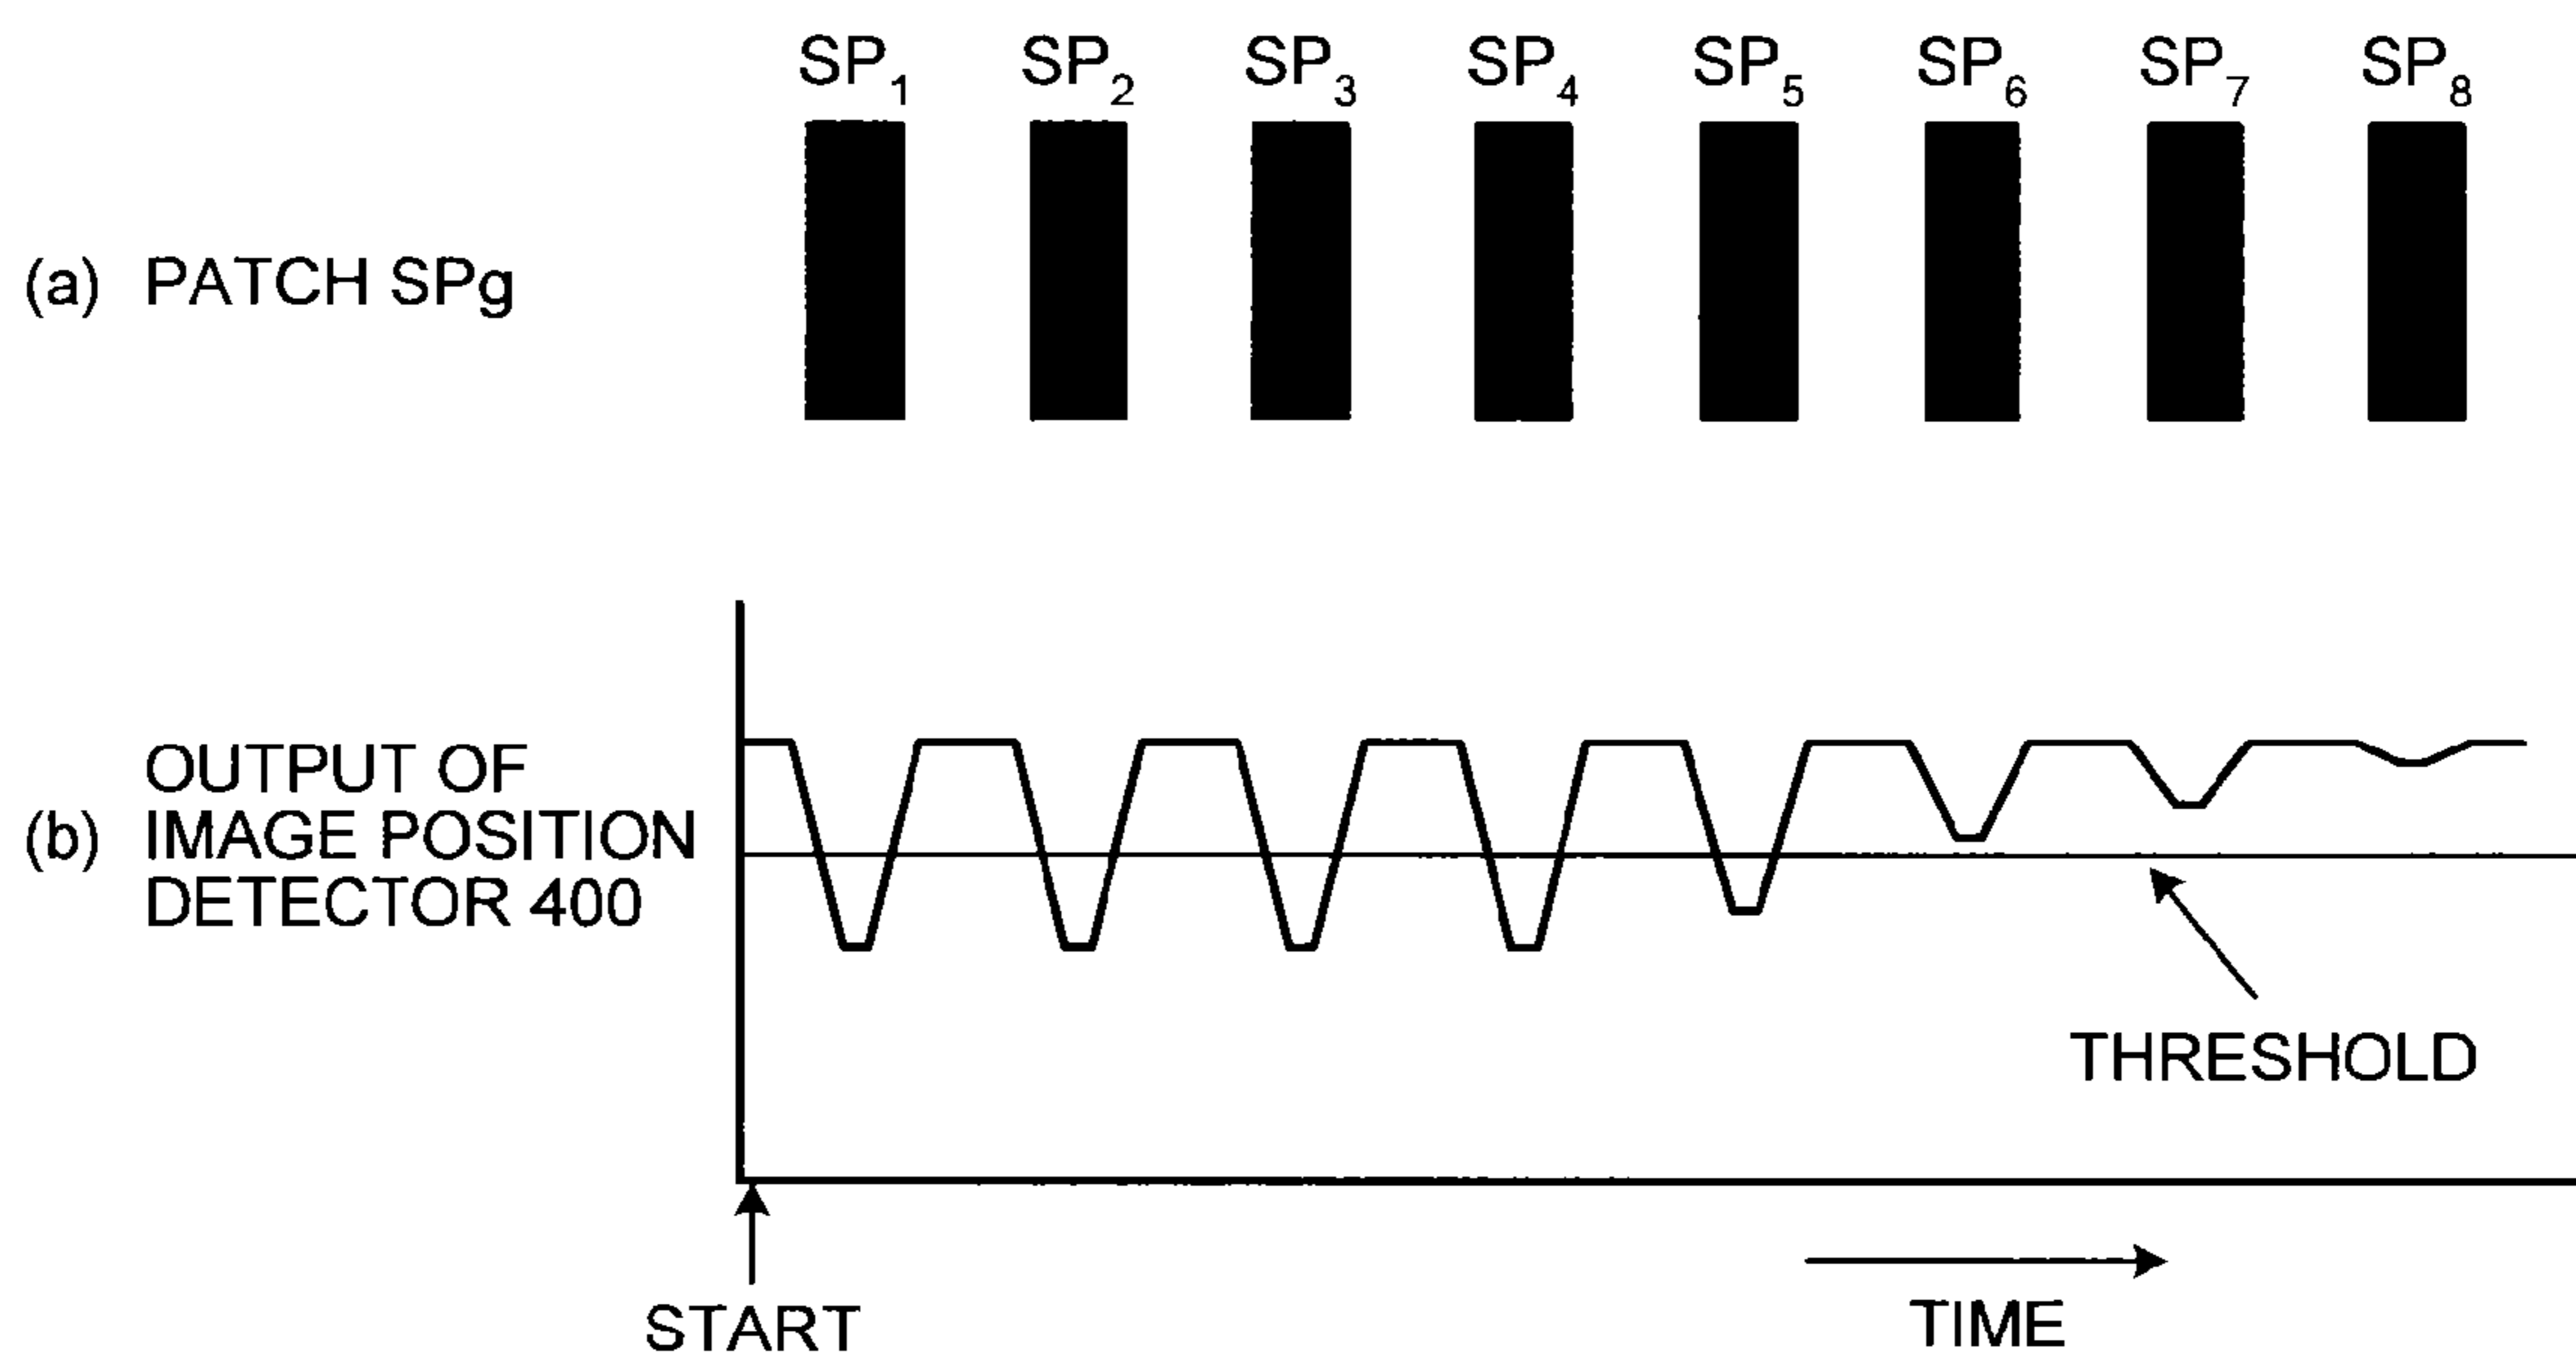 SP1 SP2 SP3 SP4 SP5 SP6 SP7 SP8
(a) PATCH SPg
(b) OUTPUT OF
IMAGE POSITION
DETECTOR 400
THRESHOLD
START
TIME